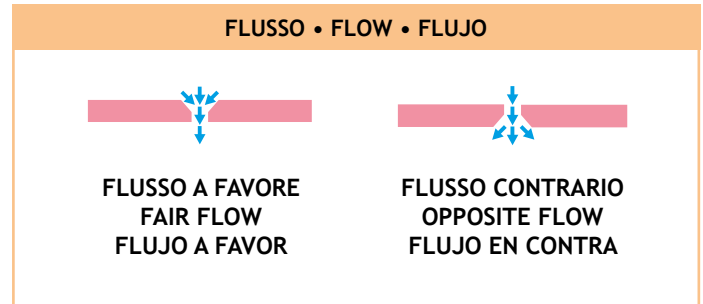 FLUSSO • FLOW • FLUJO
FLUSSO A FAVORE
FAIR FLOW
FLUJO A FAVOR
FLUSSO CONTRARIO
OPPOSITE FLOW
FLUJO EN CONTRA